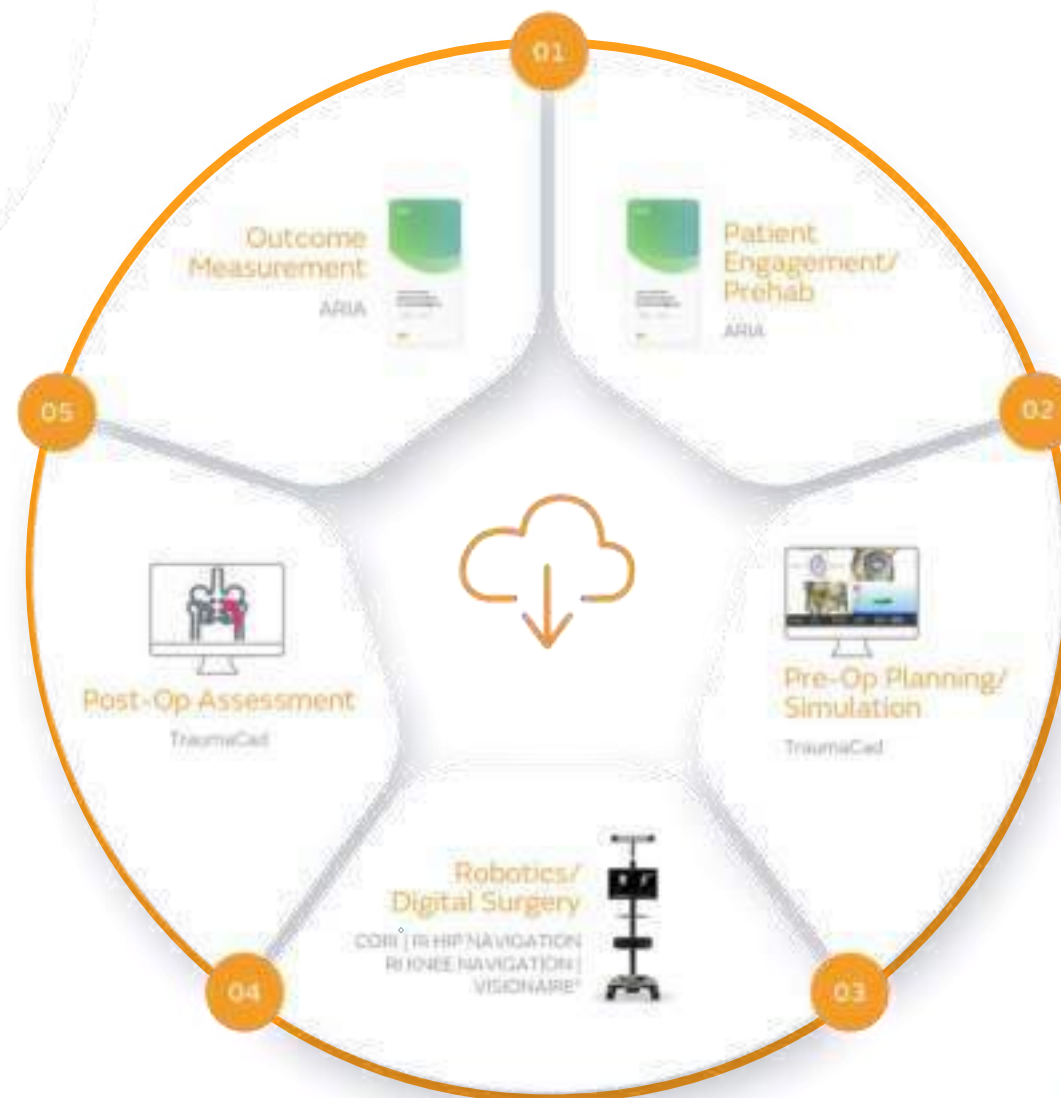 01
Outcome
Measurement
ARIA
Patient
Engagement/
Prehab
ARIA
05
02
Post-Op Assessment
TraumaCad
Pre-Op Planning/
Simulation
TraumaCad
Robotics/
Digital Surgery
CORI | RI.HIP NAVIGATION
RI.KNEE NAVIGATION |
VISIONAIRE°
04
03